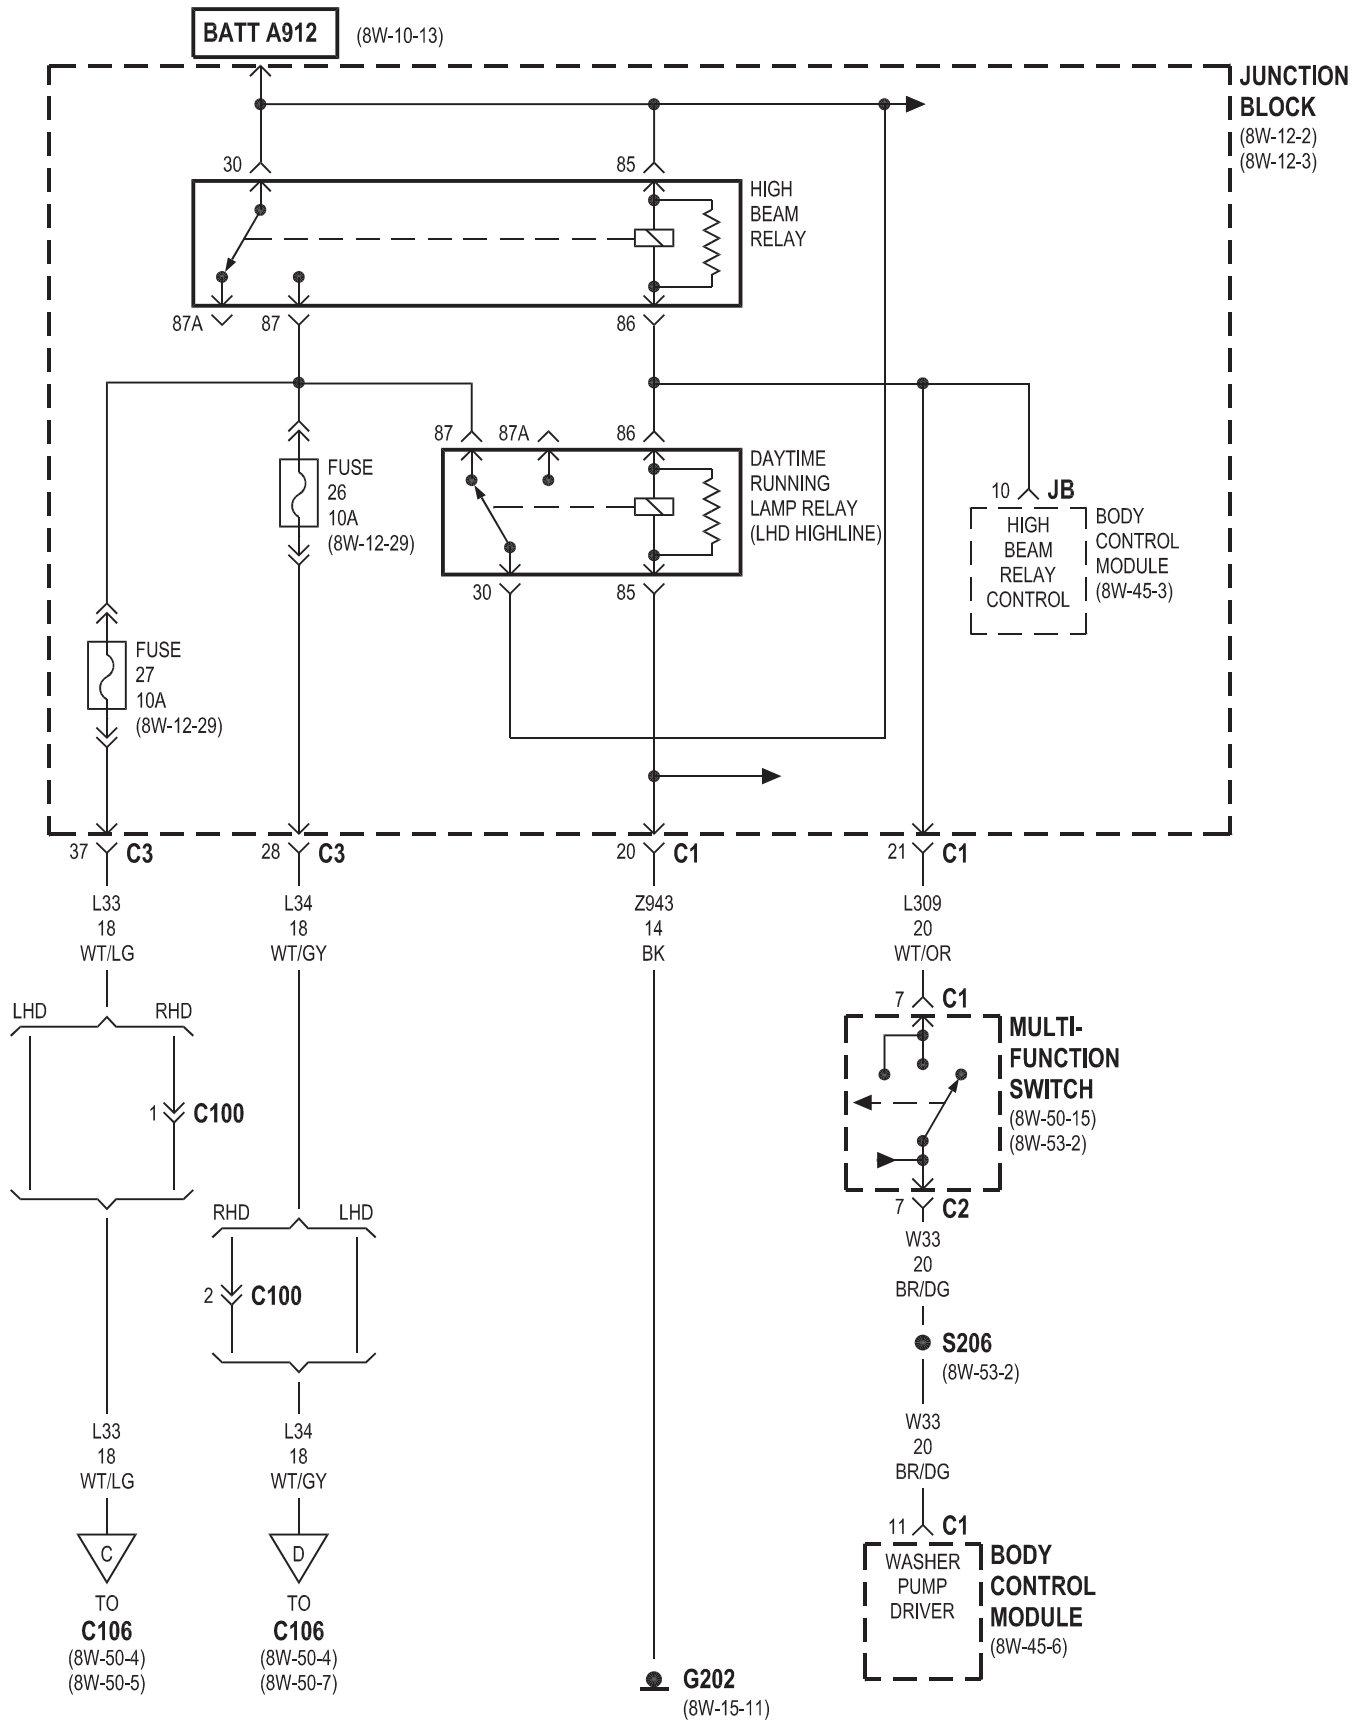 BATT A912 (8W-10-13)
JUNCTION
BLOCK
(8W-12-2)
(8W-12-3)
30
85
HIGH
BEAM
RELAY
87A
87
86
87
87A
86
DAYTIME
RUNNING
LAMP RELAY
(LHD HIGHLINE)
FUSE
26
10A
(8W-12-29)
10 JB
HIGH
BEAM
RELAY
CONTROL
BODY
CONTROL
MODULE
(8W-45-3)
30
85
FUSE
27
10A
(8W-12-29)
37 C3
28 C3
20 C1
21 C1
L33
18
WT/LG
L34
18
WT/GY
Z943
14
BK
L309
20
WT/OR
LHD
RHD
1 C100
7 C1
MULTI-
FUNCTION
SWITCH
(8W-50-15)
(8W-53-2)
7 C2
RHD
LHD
2 C100
W33
20
BR/DG
S206
(8W-53-2)
L33
18
WT/LG
L34
18
WT/GY
W33
20
BR/DG
11 C1
WASHER
PUMP
DRIVER
BODY
CONTROL
MODULE
(8W-45-6)
C
TO
C106
(8W-50-4)
(8W-50-5)
D
TO
C106
(8W-50-4)
(8W-50-7)
G202
(8W-15-11)